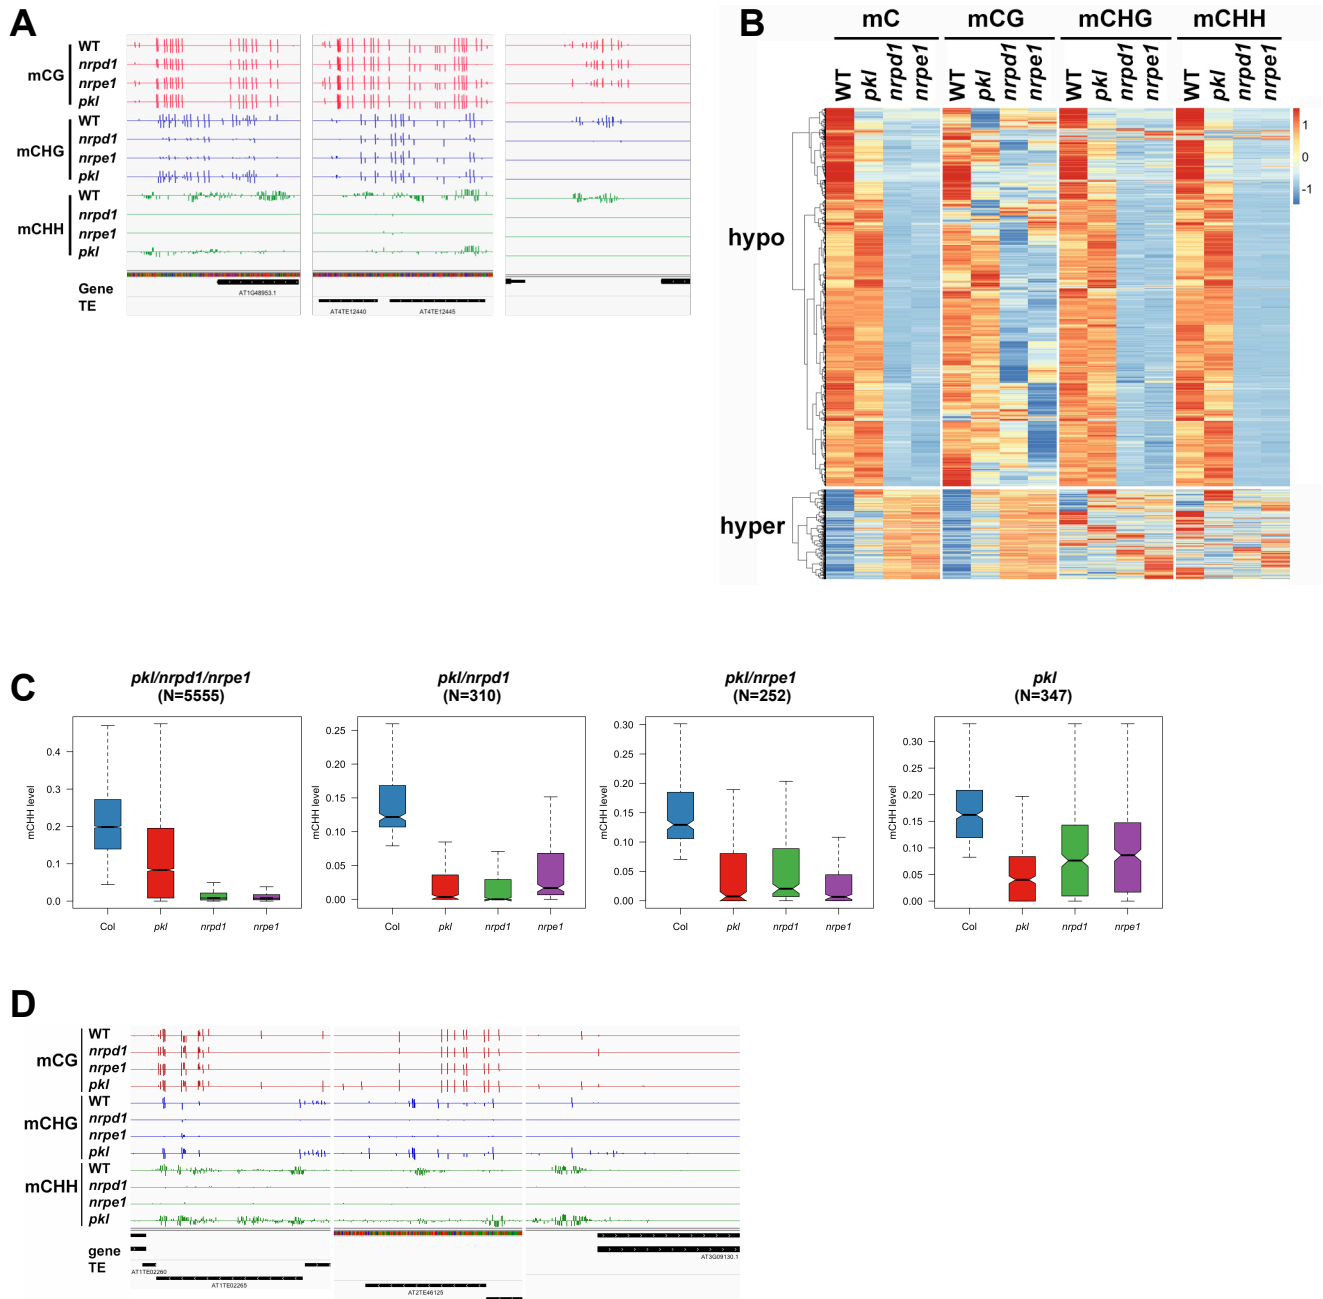 A
mCG
WT
nrpd1
nrpe1
pkl
mCHG
WT
nrpd1
nrpe1
pkl
mCHH
WT
nrpd1
nrpe1
pkl
Gene
TE
AT1G48953.1
AT4TE12440
AT4TE12445
B
mC mCG mCHG mCHH
WT pkl nrpd1 nrpe1 WT pkl nrpd1 nrpe1 WT pkl nrpd1 nrpe1 WT pkl nrpd1 nrpe1
hypo
hyper
1
0
-1
C
pkl/nrpd1/nrpe1
(N=5555)
mCHH level
0.4
0.3
0.2
0.1
0.0
Col pkl nrpd1 nrpe1
pkl/nrpd1
(N=310)
mCHH level
0.25
0.20
0.15
0.10
0.05
0.00
Col pkl nrpd1 nrpe1
pkl/nrpe1
(N=252)
mCHH level
0.30
0.25
0.20
0.15
0.10
0.05
0.00
Col pkl nrpd1 nrpe1
pkl
(N=347)
mCHH level
0.30
0.25
0.20
0.15
0.10
0.05
0.00
Col pkl nrpd1 nrpe1
D
mCG
WT
nrpd1
nrpe1
pkl
mCHG
WT
nrpd1
nrpe1
pkl
mCHH
WT
nrpd1
nrpe1
pkl
gene
TE
AT1TE02260
AT1TE02265
AT2TE46125
AT3G09130.1